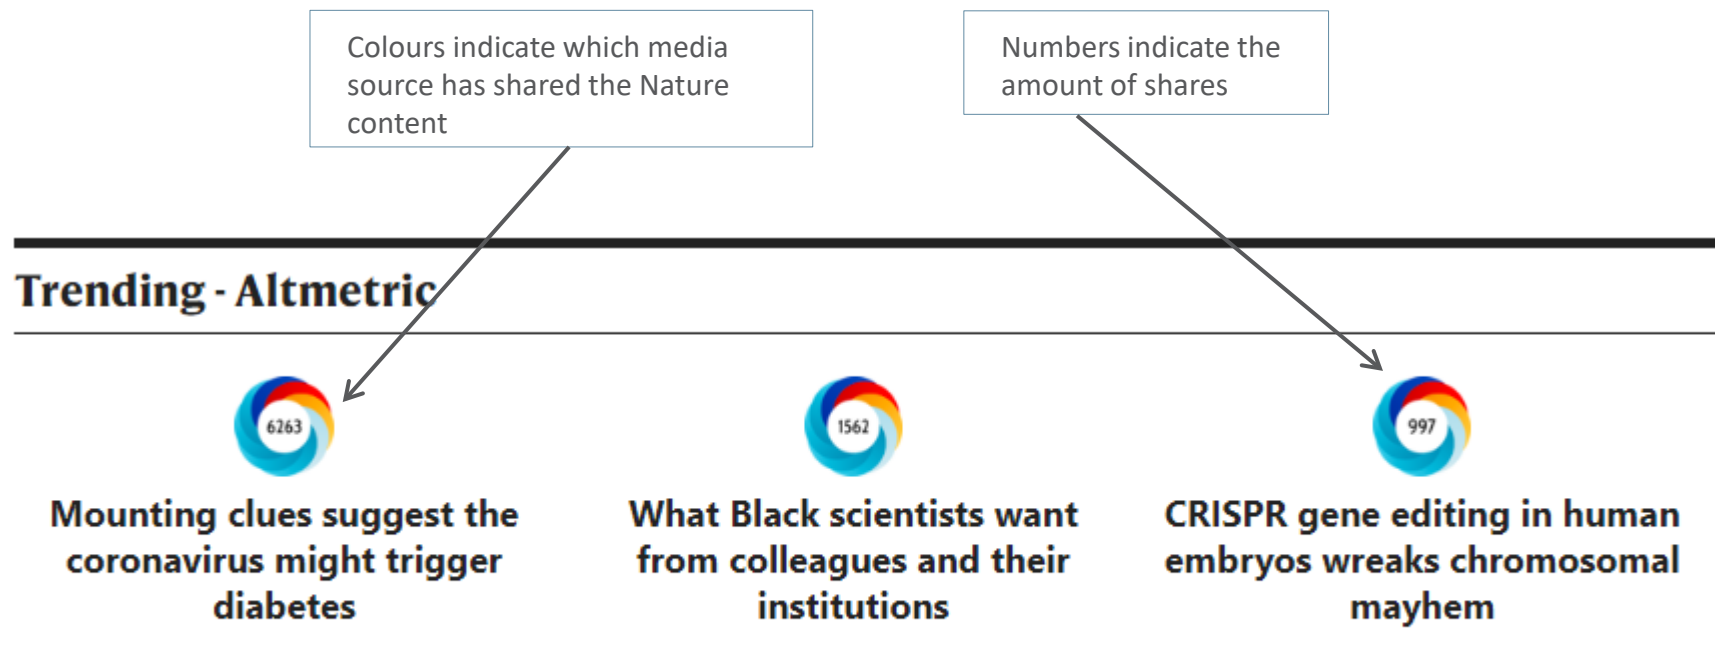 Colours indicate which media
source has shared the Nature
content
Numbers indicate the
amount of shares
Trending - Altmetric
6263
Mounting clues suggest the
coronavirus might trigger
diabetes
1562
What Black scientists want
from colleagues and their
institutions
997
CRISPR gene editing in human
embryos wreaks chromosomal
mayhem